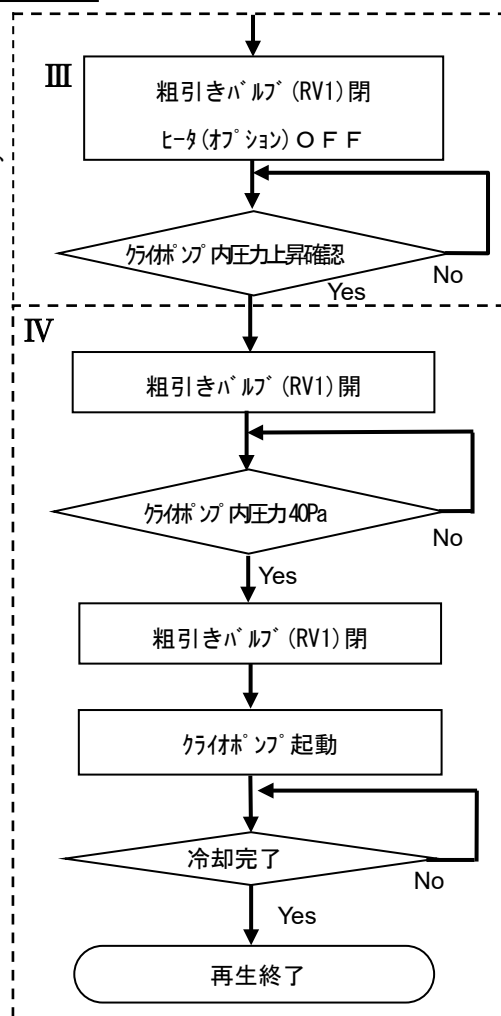 Ⅲ
粗引きﾊﾞﾙﾌﾞ(RV1)閉
ﾋｰﾀ(ｵﾌﾟｼｮﾝ)ＯＦＦ
ｸﾗｲｵﾎﾟﾝﾌﾟ内圧力上昇確認
No
Yes
Ⅳ
粗引きﾊﾞﾙﾌﾞ(RV1)開
ｸﾗｲｵﾎﾟﾝﾌﾟ内圧力40Pa
No
Yes
粗引きﾊﾞﾙﾌﾞ(RV1)閉
ｸﾗｲｵﾎﾟﾝﾌﾟ起動
冷却完了
No
Yes
再生終了